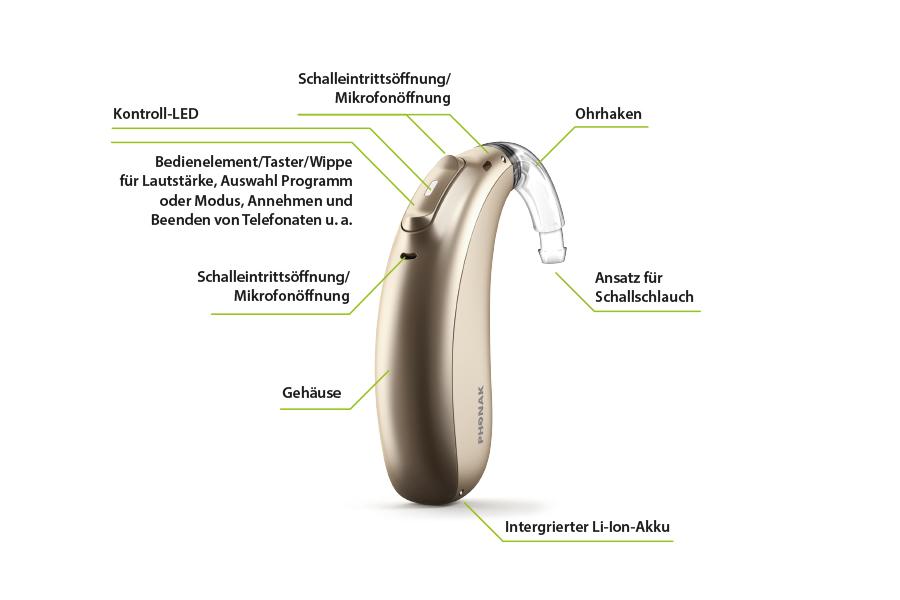 Schalleintrittsöffnung/
Mikrofonöffnung
Kontroll-LED
Ohrhaken
Bedienelement/Taster/Wippe
für Lautstärke, Auswahl Programm
oder Modus, Annehmen und
Beenden von Telefonaten u. a.
Schalleintrittsöffnung/
Mikrofonöffnung
Ansatz für
Schallschlauch
Gehäuse
PHONAK
Intergrierter Li-Ion-Akku